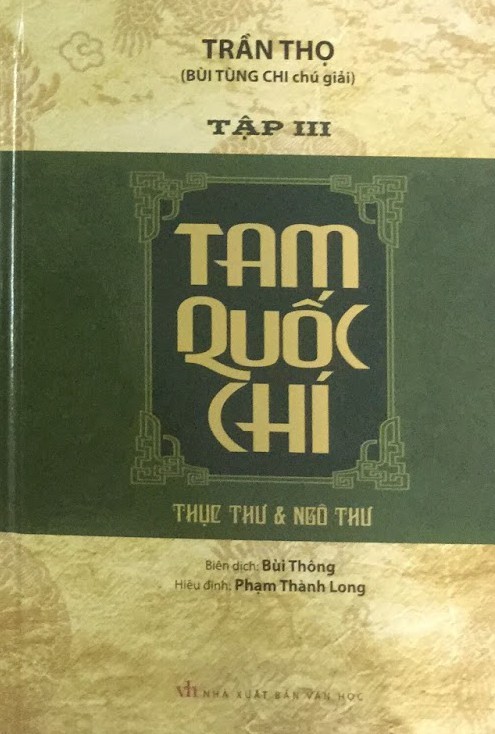 TRẦN THỌ
(BÙI TÙNG CHI chú giải)
TẬP III
TAM
QUỐC
CHÍ
THỤC THƯ & NGÔ THƯ
Biên dịch: Bùi Thông
Hiệu đính: Phạm Thành Long
vh NHÀ XUẤT BẢN VĂN HỌC